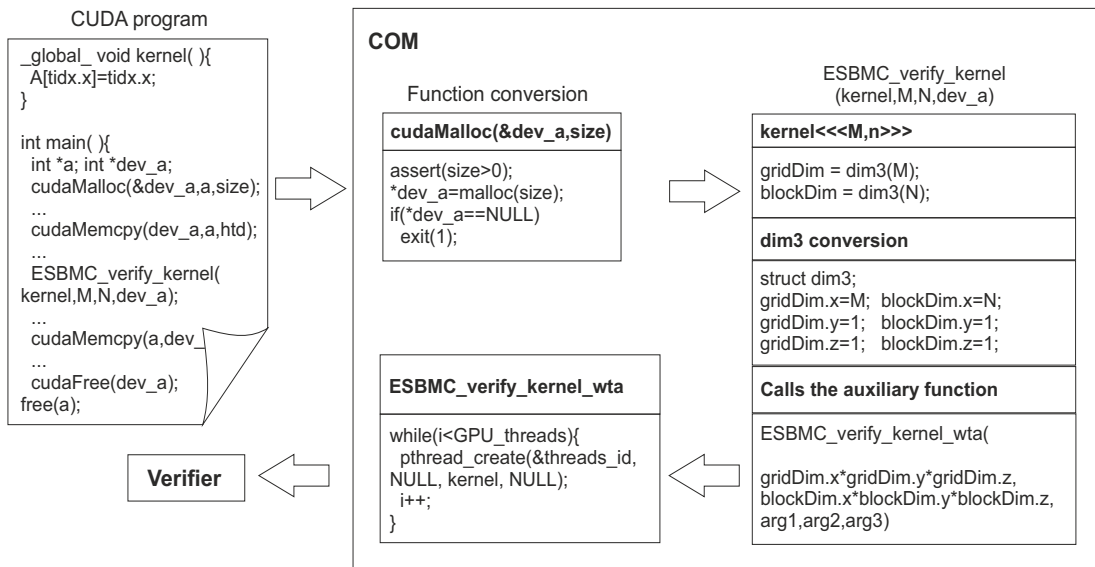 CUDA program
_global_ void kernel( ){
A[tidx.x]=tidx.x;
}
int main( ){
int *a; int *dev_a;
cudaMalloc(&dev_a,a,size);
...
cudaMemcpy(dev_a,a,htd);
...
ESBMC_verify_kernel(
kernel,M,N,dev_a);
...
cudaMemcpy(a,dev_
...
cudaFree(dev_a);
free(a);
COM
Function conversion
cudaMalloc(&dev_a,size)
assert(size>0);
*dev_a=malloc(size);
if(*dev_a==NULL)
exit(1);
ESBMC_verify_kernel
(kernel,M,N,dev_a)
kernel<<<M,n>>>
gridDim = dim3(M);
blockDim = dim3(N);
dim3 conversion
struct dim3;
gridDim.x=M; blockDim.x=N;
gridDim.y=1; blockDim.y=1;
gridDim.z=1; blockDim.z=1;
Calls the auxiliary function
ESBMC_verify_kernel_wta(
gridDim.x*gridDim.y*gridDim.z,
blockDim.x*blockDim.y*blockDim.z,
arg1,arg2,arg3)
ESBMC_verify_kernel_wta
while(i<GPU_threads){
pthread_create(&threads_id,
NULL, kernel, NULL);
i++;
}
Verifier